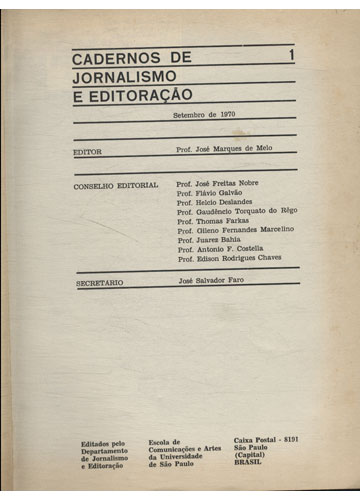 CADERNOS DE 1
JORNALISMO
E EDITORAÇÃO
Setembro de 1970
EDITOR Prof. José Marques de Melo
CONSELHO EDITORIAL Prof. José Freitas Nobre
Prof. Flávio Galvão
Prof. Helcio Deslandes
Prof. Gaudêncio Torquato do Rêgo
Prof. Thomas Farkas
Prof. Glieno Fernandes Marcelino
Prof. Juarez Bahia
Prof. Antonio F. Costella
Prof. Edison Rodrigues Chaves
SECRETÁRIO José Salvador Faro
Editados pelo
Departamento
de Jornalismo
e Editoração
Escola de
Comunicações e Artes
da Universidade
de São Paulo
Caixa Postal - 8191
São Paulo
(Capital)
BRASIL